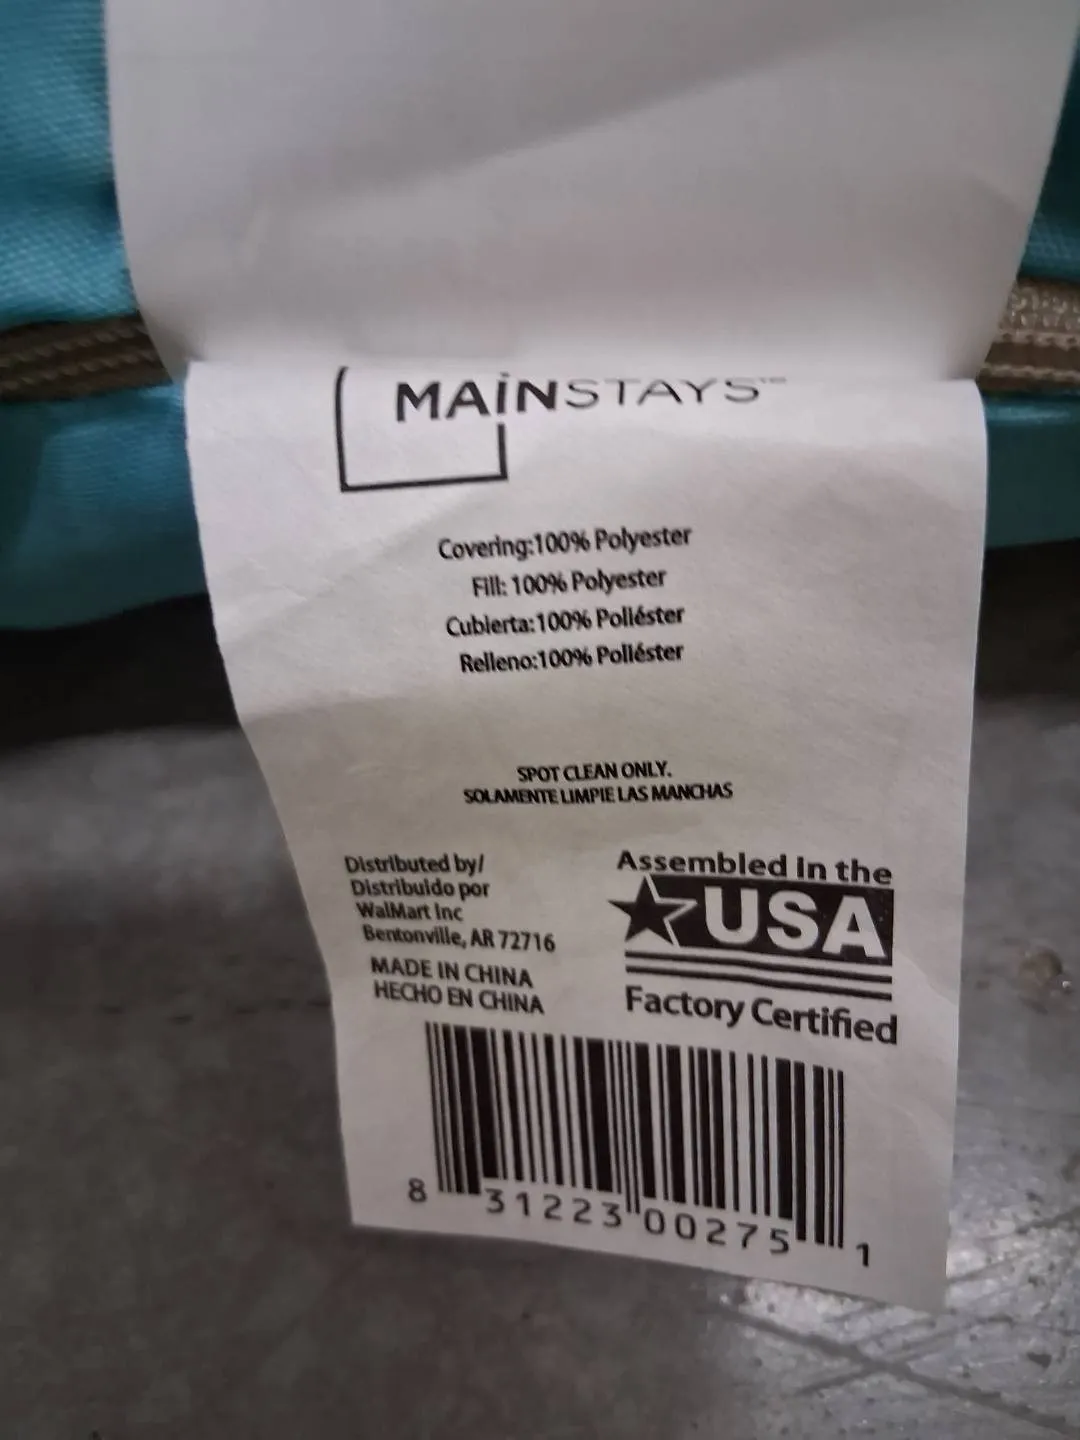 MAINSTAYS™
Covering:100% Polyester
Fill: 100% Polyester
Cubierta:100% Poliéster
Relleno:100% Poliéster
SPOT CLEAN ONLY.
SOLAMENTE LIMPIE LAS MANCHAS
Distributed by/
Distribuido por
WalMart Inc
Bentonville, AR 72716
MADE IN CHINA
HECHO EN CHINA
Assembled in the
USA
Factory Certified
8 31223 00275 1